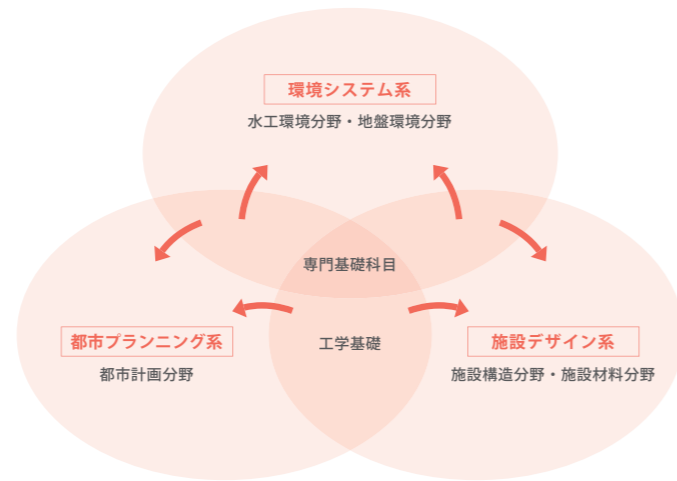 環境システム系
水工環境分野・地盤環境分野
専門基礎科目
都市プランニング系
都市計画分野
工学基礎
施設デザイン系
施設構造分野・施設材料分野